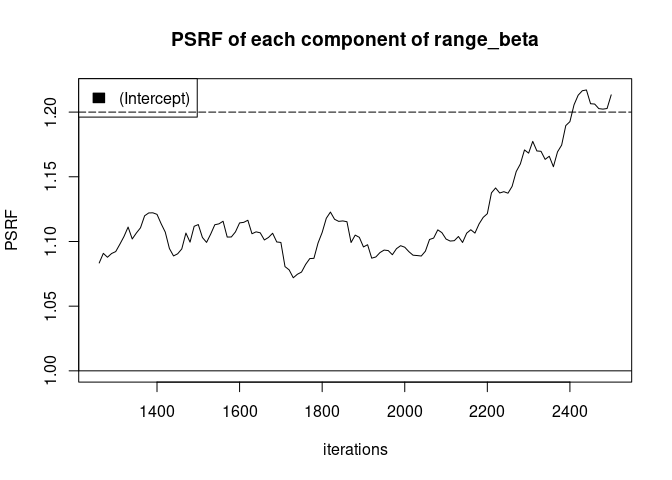 PSRF of each component of range_beta
(Intercept)
PSRF
1.20
1.15
1.10
1.05
1.00
1400 1600 1800 2000 2200 2400
iterations